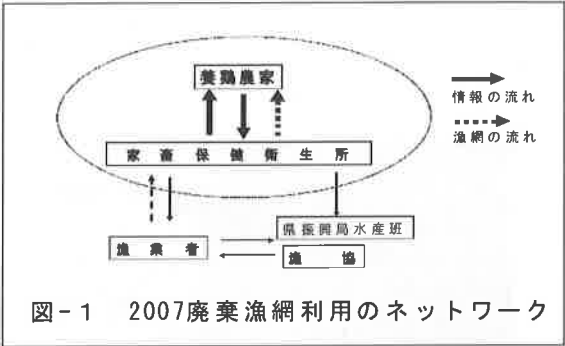 養鶏農家
情報の流れ
漁網の流れ
家畜保健衛生所
県振興局水産班
漁業者
漁協
図-1 2007廃棄漁網利用のネットワーク